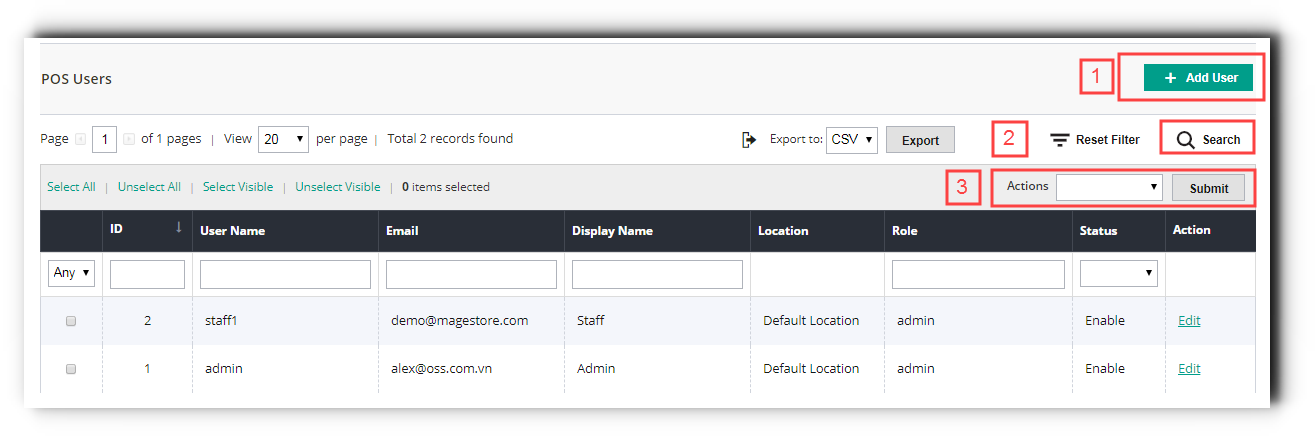 POS Users
1
+ Add User
Page 1 of 1 pages | View 20 per page | Total 2 records found
Export to: CSV Export
2
Reset Filter
Search
Select All | Unselect All | Select Visible | Unselect Visible | 0 items selected
3
Actions Submit
ID ↓ User Name Email Display Name Location Role Status Action
Any
2 staff1 demo@magestore.com Staff Default Location admin Enable Edit
1 admin alex@oss.com.vn Admin Default Location admin Enable Edit